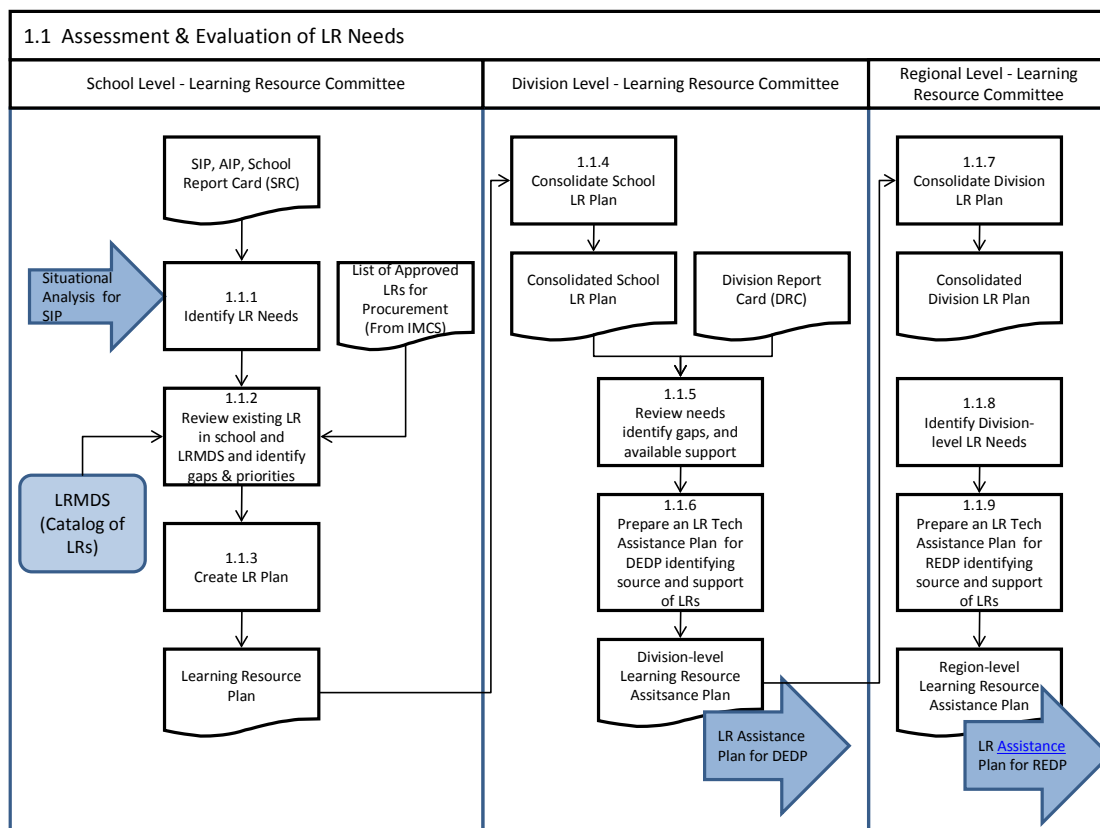 1.1 Assessment & Evaluation of LR Needs
School Level - Learning Resource Committee
Division Level - Learning Resource Committee
Regional Level - Learning
Resource Committee
SIP, AIP, School
Report Card (SRC)
Situational
Analysis for
SIP
1.1.1
Identify LR Needs
List of Approved
LRs for
Procurement
(From IMCS)
1.1.2
Review existing LR
in school and
LRMDS and identify
gaps & priorities
LRMDS
(Catalog of
LRs)
1.1.3
Create LR Plan
Learning Resource
Plan
1.1.4
Consolidate School
LR Plan
Consolidated School
LR Plan
Division Report
Card (DRC)
1.1.5
Review needs
identify gaps, and
available support
1.1.6
Prepare an LR Tech
Assistance Plan for
DEDP identifying
source and support
of LRs
Division-level
Learning Resource
Assitsance Plan
LR Assistance
Plan for DEDP
1.1.7
Consolidate Division
LR Plan
Consolidated
Division LR Plan
1.1.8
Identify Division-
level LR Needs
1.1.9
Prepare an LR Tech
Assistance Plan for
REDP identifying
source and support
of LRs
Region-level
Learning Resource
Assistance Plan
LR Assistance
Plan for REDP